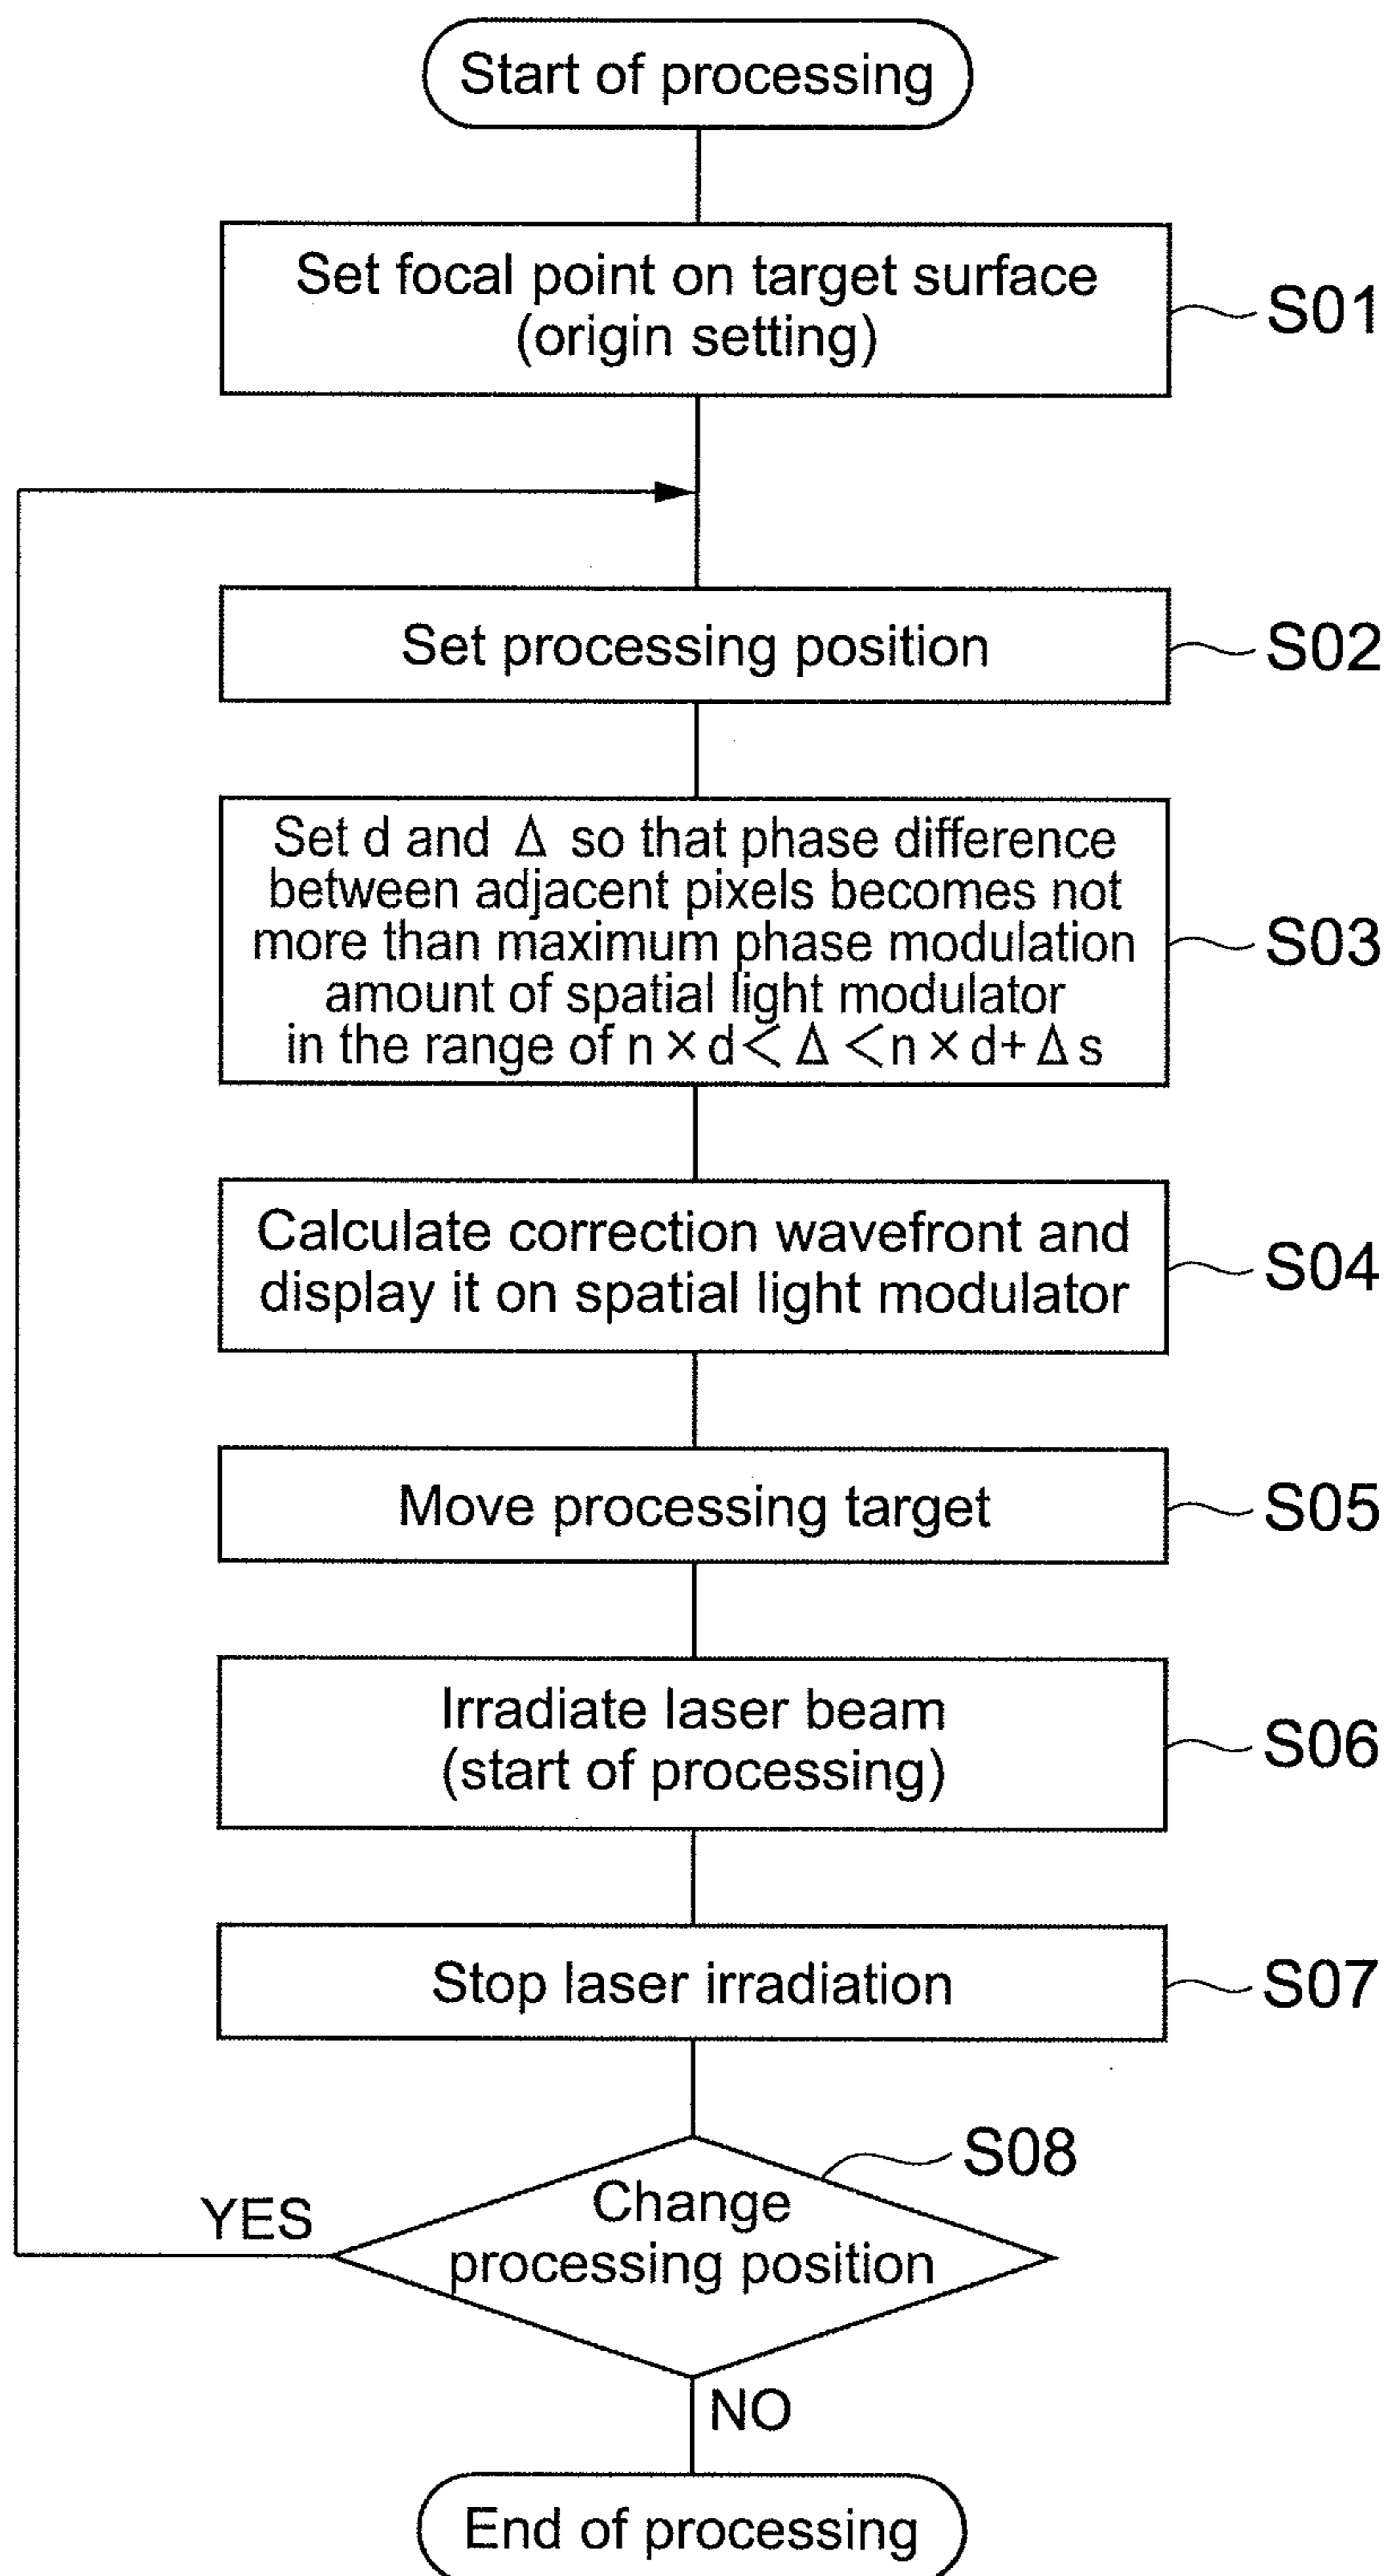 Start of processing
Set focal point on target surface
(origin setting)
S01
Set processing position
S02
Set d and Δ so that phase difference
between adjacent pixels becomes not
more than maximum phase modulation
amount of spatial light modulator
in the range of n×d<Δ<n×d+Δs
S03
Calculate correction wavefront and
display it on spatial light modulator
S04
Move processing target
S05
Irradiate laser beam
(start of processing)
S06
Stop laser irradiation
S07
S08
Change
processing position
YES
NO
End of processing